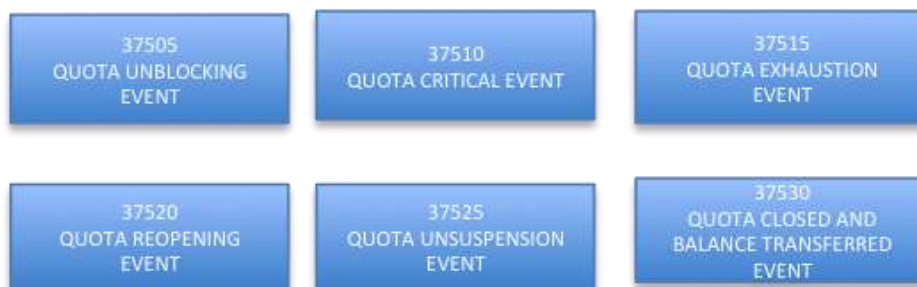 37505
QUOTA UNBLOCKING
EVENT
37510
QUOTA CRITICAL EVENT
37515
QUOTA EXHAUSTION
EVENT
37520
QUOTA REOPENING
EVENT
37525
QUOTA UNSUSPENSION
EVENT
37530
QUOTA CLOSED AND
BALANCE TRANSFERRED
EVENT